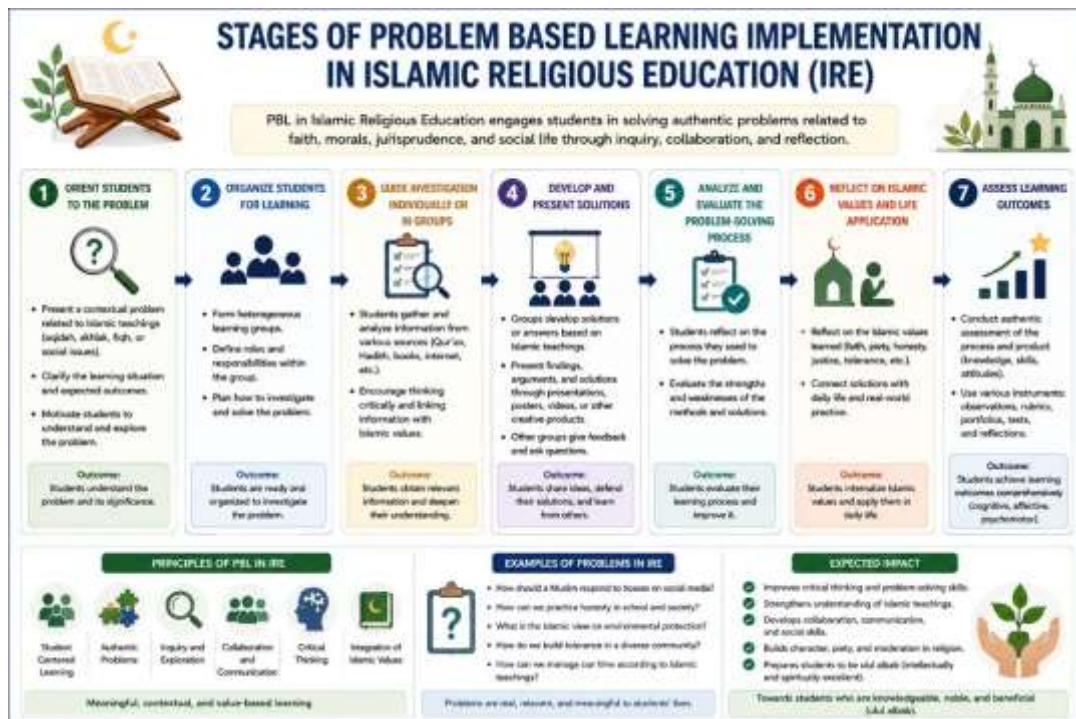 STAGES OF PROBLEM BASED LEARNING IMPLEMENTATION
IN ISLAMIC RELIGIOUS EDUCATION (IRE)
PBL in Islamic Religious Education engages students in solving authentic problems related to
faith, morals, jurisprudence, and social life through inquiry, collaboration, and reflection.
1
ORIENT STUDENTS
TO THE PROBLEM
• Present a contextual problem
related to Islamic teachings
(aqidah, akhlak, fiqh, or
social issues).
• Clarify the learning situation
and expected outcomes.
• Motivate students to
understand and explore
the problem.
Outcome:
Students understand the
problem and its significance.
2
ORGANIZE STUDENTS
FOR LEARNING
• Form heterogeneous
learning groups.
• Define roles and
responsibilities within
the group.
• Plan how to investigate
and solve the problem.
Outcome:
Students are ready and
organized to investigate
the problem.
3
GUIDE INVESTIGATION
INDIVIDUALLY OR
IN GROUPS
• Students gather and
analyze information from
various sources (Qur'an,
Hadith, books, internet,
etc.).
• Encourage thinking
critically and linking
information with
Islamic values.
Outcome:
Students obtain relevant
information and deepen
their understanding.
4
DEVELOP AND
PRESENT SOLUTIONS
• Groups develop solutions
or answers based on
Islamic teachings.
• Present findings,
arguments, and solutions
through presentations,
posters, videos, or other
creative products
• Other groups give feedback
and ask questions.
Outcome:
Students share ideas, defend
their solutions, and learn
from others.
5
ANALYZE AND
EVALUATE THE
PROBLEM-SOLVING
PROCESS
• Students reflect on the
process they used to
solve the problem.
• Evaluate the strengths
and weaknesses of the
methods and solutions.
Outcome:
Students evaluate their
learning process and
improve it.
6
REFLECT ON ISLAMIC
VALUES AND LIFE
APPLICATION
• Reflect on the Islamic values
learned (faith, piety, honesty,
justice, tolerance, etc.).
• Connect solutions with
daily life and real-world
practice.
Outcome:
Students internalize Islamic
values and apply them in
daily life.
7
ASSESS LEARNING
OUTCOMES
• Conduct authentic
assessment of the
process and product
(knowledge, skills,
attitudes).
• Use various instruments:
observations, rubrics,
portfolios, tests,
and reflections.
Outcome:
Students achieve learning
outcomes comprehensively
(cognitive, affective,
psychomotor).
PRINCIPLES OF PBL IN IRE
Student
Centered
Learning
Authentic
Problems
Inquiry and
Exploration
Collaboration
and
Communication
Critical
Thinking
Integration of
Islamic Values
Meaningful, contextual, and value-based learning
EXAMPLES OF PROBLEMS IN IRE
• How should a Muslim respond to hoaxes on social media?
• How can we practice honesty in school and society?
• What is the Islamic view on environmental protection?
• How do we build tolerance in a diverse community?
• How can we manage our time according to Islamic
teachings?
Problems are real, relevant, and meaningful to students' lives.
EXPECTED IMPACT
Improves critical thinking and problem solving skills.
Strengthens understanding of Islamic teachings.
Develops collaboration, communication,
and social skills.
Builds character, piety, and moderation in religion.
Prepares students to be ulul albab (intellectually
and spiritually excellent).
Towards students who are knowledgeable, noble, and beneficial
(ulul albab).